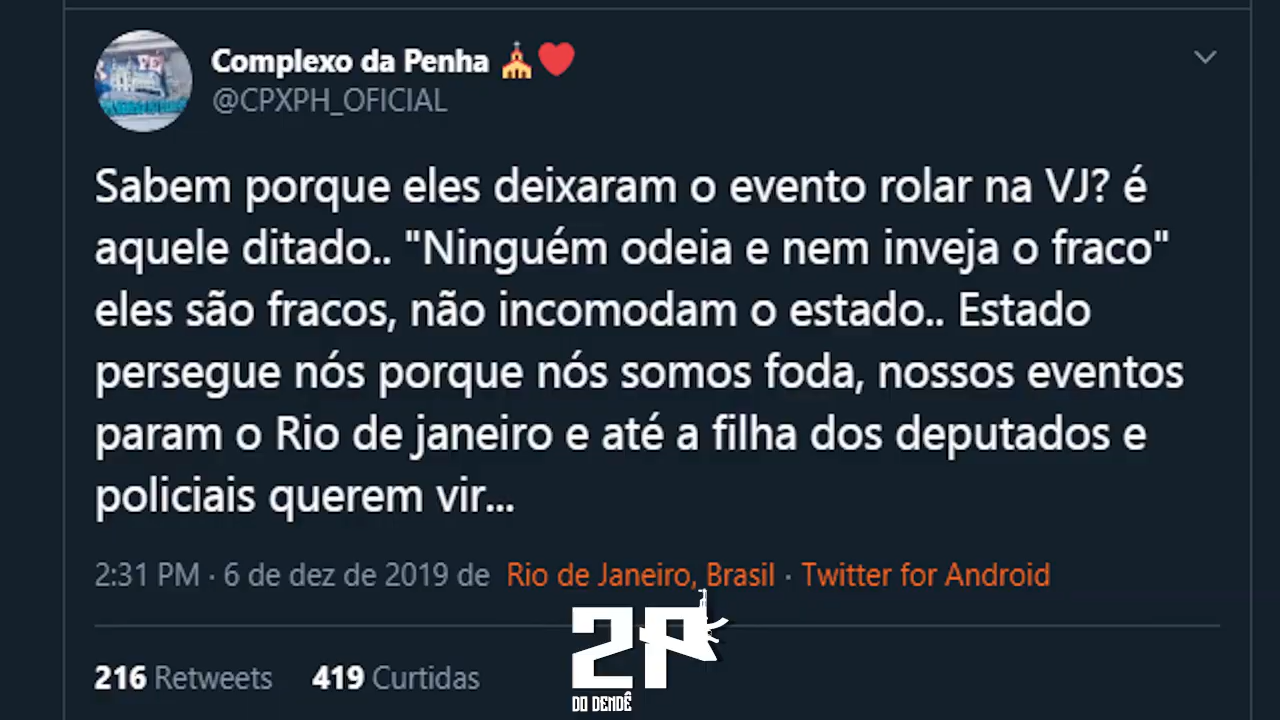 Complexo da Penha ⛪❤️
@CPXPH_OFICIAL
Sabem porque eles deixaram o evento rolar na VJ? é
aquele ditado.. "Ninguém odeia e nem inveja o fraco"
eles são fracos, não incomodam o estado.. Estado
persegue nós porque nós somos foda, nossos eventos
param o Rio de janeiro e até a filha dos deputados e
policiais querem vir...
2:31 PM · 6 de dez de 2019 de Rio de Janeiro, Brasil · Twitter for Android
2P
DO DENDÊ
216 Retweets 419 Curtidas